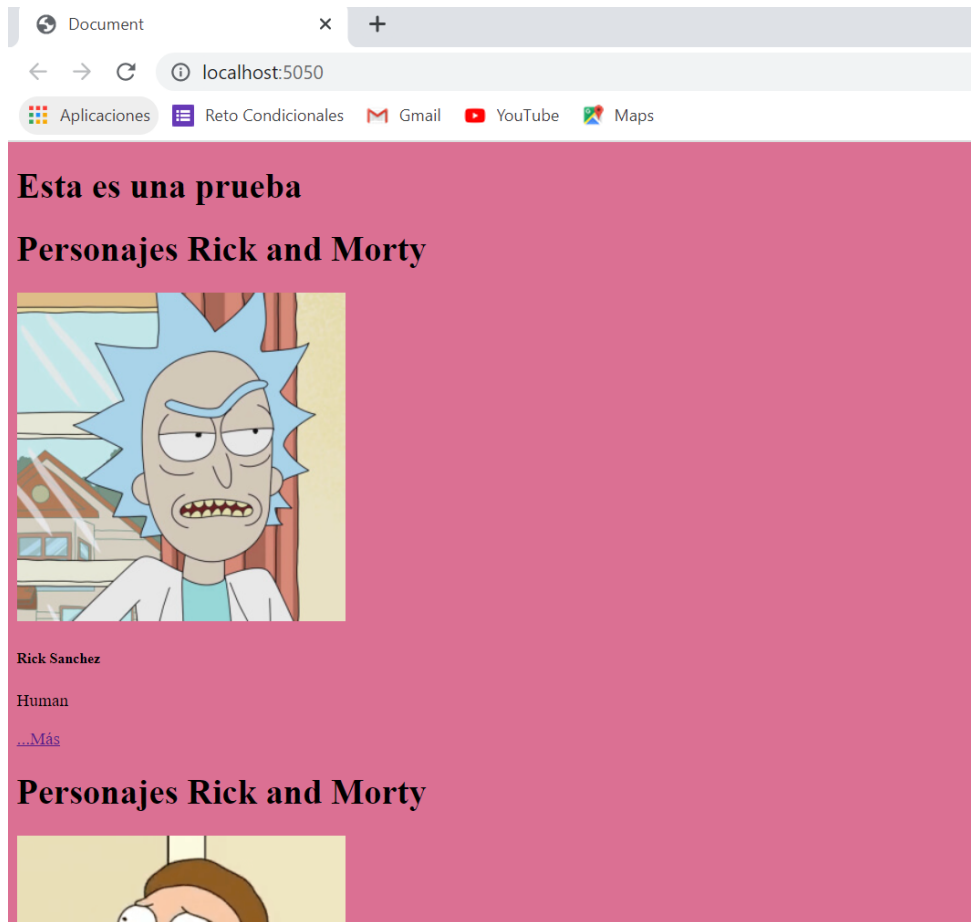 Document
localhost:5050
Aplicaciones Reto Condicionales Gmail YouTube Maps
Esta es una prueba
Personajes Rick and Morty
Rick Sanchez
Human
...Más
Personajes Rick and Morty